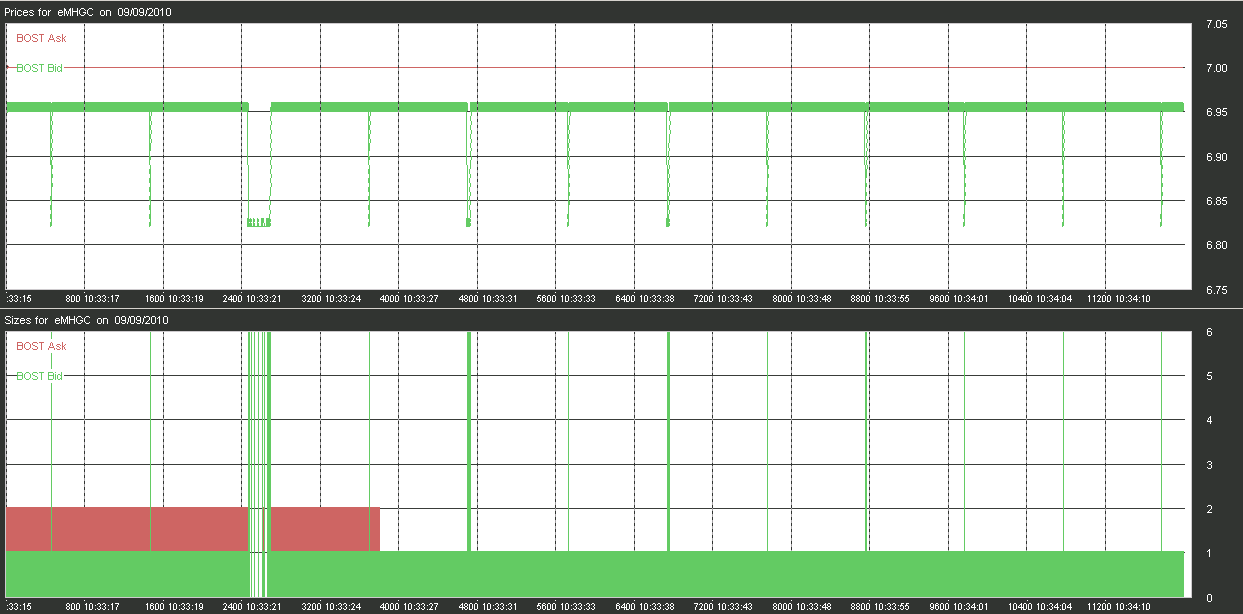 Prices for eMHGC on 09/09/2010
BOST Ask
BOST Bid
7.05
7.00
6.95
6.90
6.85
6.80
6.75
:33:15 800 10:33:17 1600 10:33:19 2400 10:33:21 3200 10:33:24 4000 10:33:27 4800 10:33:31 5600 10:33:33 6400 10:33:38 7200 10:33:43 8000 10:33:48 8800 10:33:55 9600 10:34:01 10400 10:34:04 11200 10:34:10
Sizes for eMHGC on 09/09/2010
BOST Ask
BOST Bid
6
5
4
3
2
1
0
:33:15 800 10:33:17 1600 10:33:19 2400 10:33:21 3200 10:33:24 4000 10:33:27 4800 10:33:31 5600 10:33:33 6400 10:33:38 7200 10:33:43 8000 10:33:48 8800 10:33:55 9600 10:34:01 10400 10:34:04 11200 10:34:10